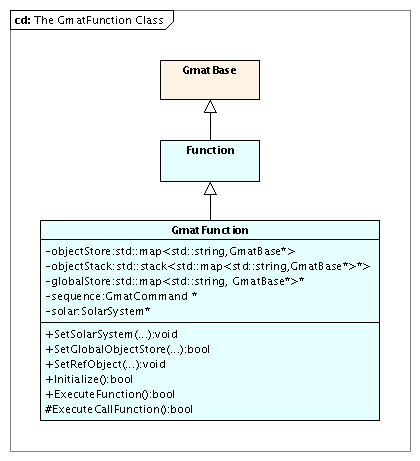 cd: The GmatFunction Class
GmatBase
Function
GmatFunction
-objectStore:std::map<std::string,GmatBase*>
-objectStack:std::stack<std::map<std::string,GmatBase*>*>
-globalStore:std::map<std::string, GmatBase*>*
-sequence:GmatCommand *
-solar:SolarSystem*
+SetSolarSystem(...):void
+SetGlobalObjectStore(...):bool
+SetRefObject(...):void
+Initialize():bool
+ExecuteFunction():bool
#ExecuteCallFunction():bool